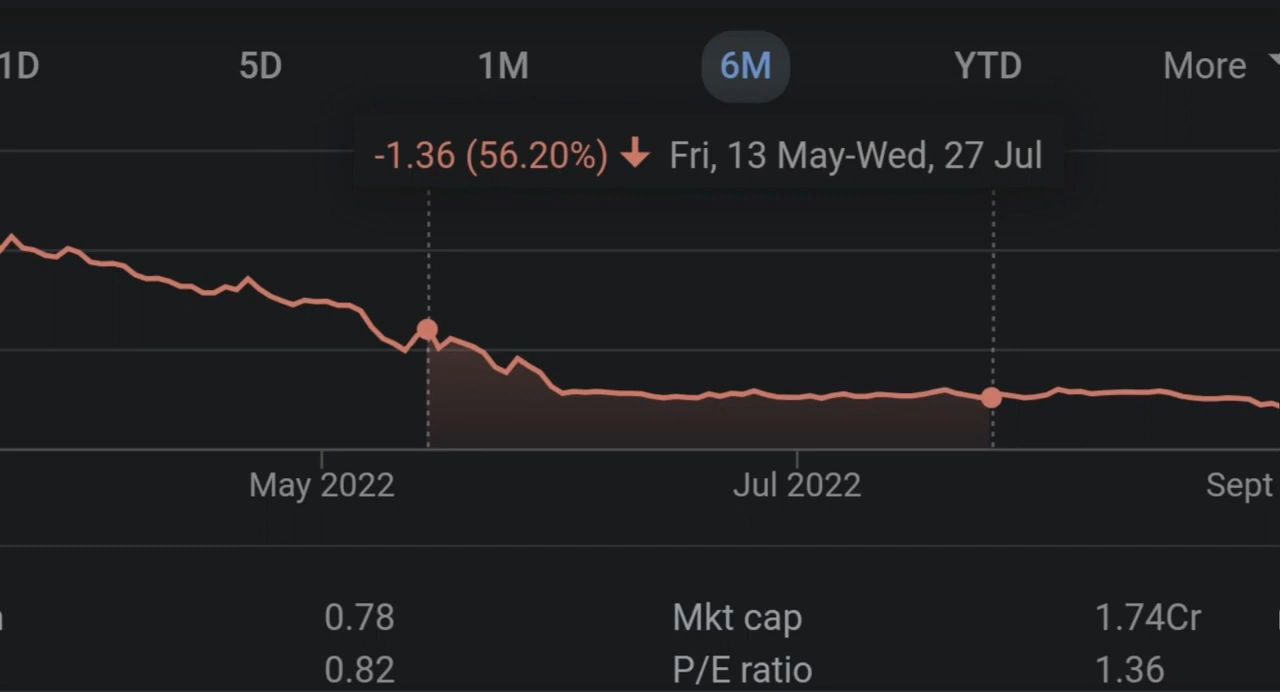 1D 5D 1M 6M YTD More
-1.36 (56.20%) Fri, 13 May-Wed, 27 Jul
May 2022 Jul 2022 Sept
0.78 Mkt cap 1.74Cr
0.82 P/E ratio 1.36